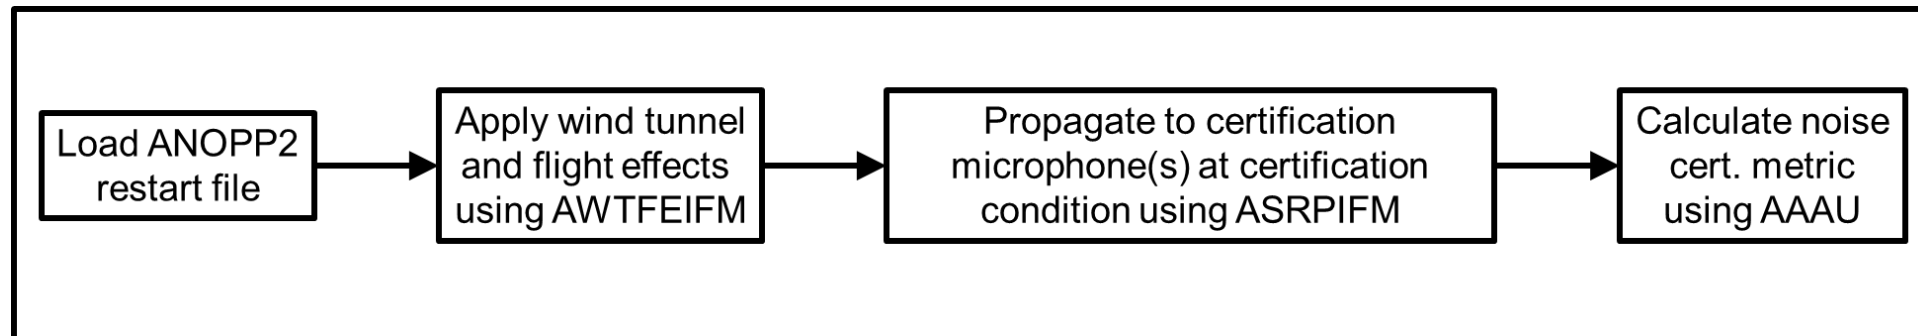 Load ANOPP2
restart file
Apply wind tunnel
and flight effects
using AWTFEIFM
Propagate to certification
microphone(s) at certification
condition using ASRPIFM
Calculate noise
cert. metric
using AAAU